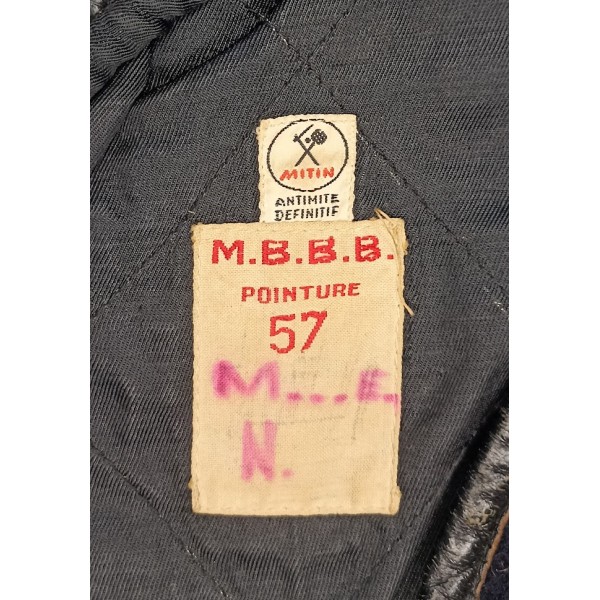 MITIN
ANTIMITE
DEFINITIF
M.B.B.B.
POINTURE
57
M...E.
N.